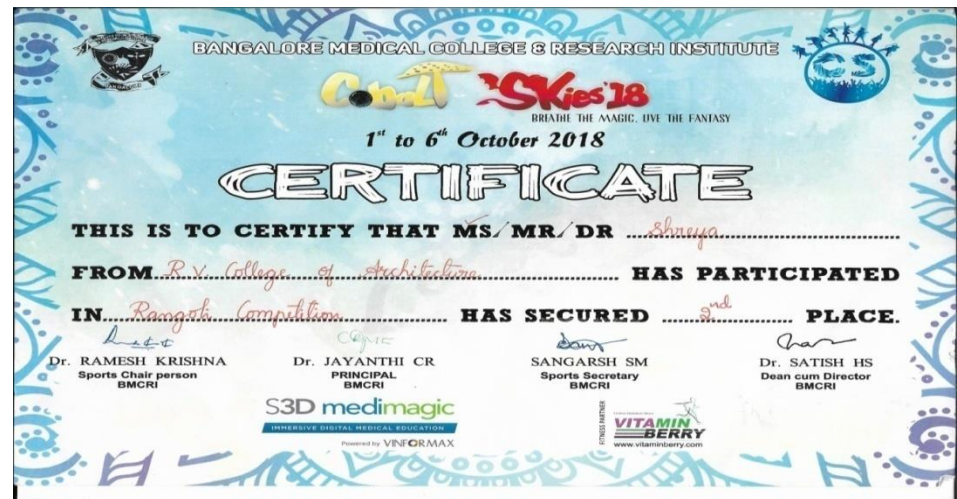 BANGALORE MEDICAL COLLEGE & RESEARCH INSTITUTE
CS
CobalT SKies'18
BREATHE THE MAGIC, LIVE THE FANTASY
1st to 6th October 2018
CERTIFICATE
THIS IS TO CERTIFY THAT MS/MR/DR Shreya
FROM R.V. College of Architecture HAS PARTICIPATED
IN Rangoli Competition HAS SECURED 2nd PLACE.
Dr. RAMESH KRISHNA Dr. JAYANTHI CR SANGARSH SM Dr. SATISH HS
Sports Chair person PRINCIPAL Sports Secretary Dean cum Director
BMCRI BMCRI BMCRI BMCRI
S3D medimagic
IMMERSIVE DIGITAL MEDICAL EDUCATION
Powered by VINFORMAX
FITNESS PARTNER
VITAMIN
BERRY
www.vitaminberry.com